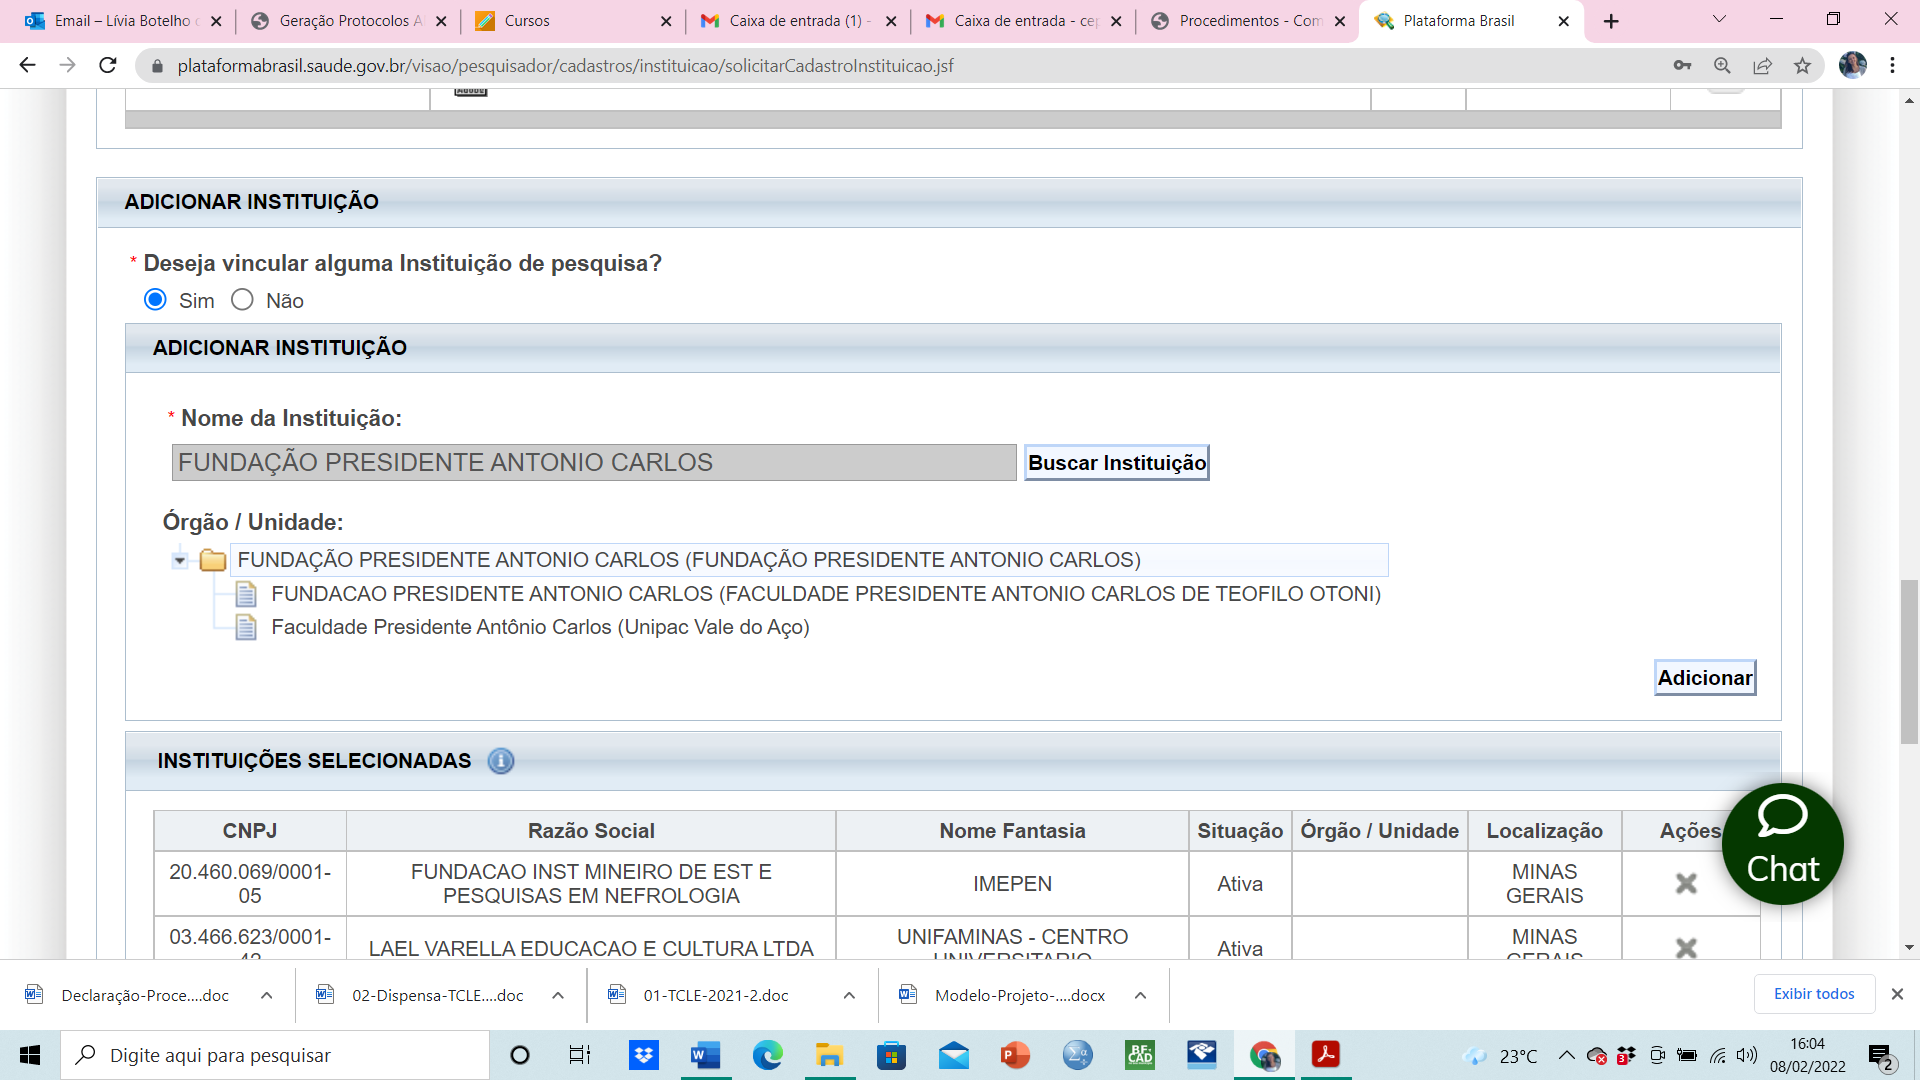 Email – Lívia Botelho
Geração Protocolos
Cursos
Caixa de entrada (1) -
Caixa de entrada - cep
Procedimentos - Com
Plataforma Brasil
plataformabrasil.saude.gov.br/visao/pesquisador/cadastros/instituicao/solicitarCadastroInstituicao.jsf
ADICIONAR INSTITUIÇÃO
* Deseja vincular alguma Instituição de pesquisa?
Sim Não
ADICIONAR INSTITUIÇÃO
* Nome da Instituição:
FUNDAÇÃO PRESIDENTE ANTONIO CARLOS
Buscar Instituição
Órgão / Unidade:
FUNDAÇÃO PRESIDENTE ANTONIO CARLOS (FUNDAÇÃO PRESIDENTE ANTONIO CARLOS)
FUNDACAO PRESIDENTE ANTONIO CARLOS (FACULDADE PRESIDENTE ANTONIO CARLOS DE TEOFILO OTONI)
Faculdade Presidente Antônio Carlos (Unipac Vale do Aço)
Adicionar
INSTITUIÇÕES SELECIONADAS
CNPJ Razão Social Nome Fantasia Situação Órgão / Unidade Localização Ações
20.460.069/0001-
05
FUNDACAO INST MINEIRO DE EST E
PESQUISAS EM NEFROLOGIA
IMEPEN
Ativa
MINAS
GERAIS
03.466.623/0001-
LAEL VARELLA EDUCACAO E CULTURA LTDA
UNIFAMINAS - CENTRO
UNIVERSITARIO
Ativa
MINAS
GERAIS
Chat
Declaração-Proce....doc
02-Dispensa-TCLE....doc
01-TCLE-2021-2.doc
Modelo-Projeto-....docx
Exibir todos
Digite aqui para pesquisar
BF.
CAD
23°C
3
16:04
08/02/2022
2